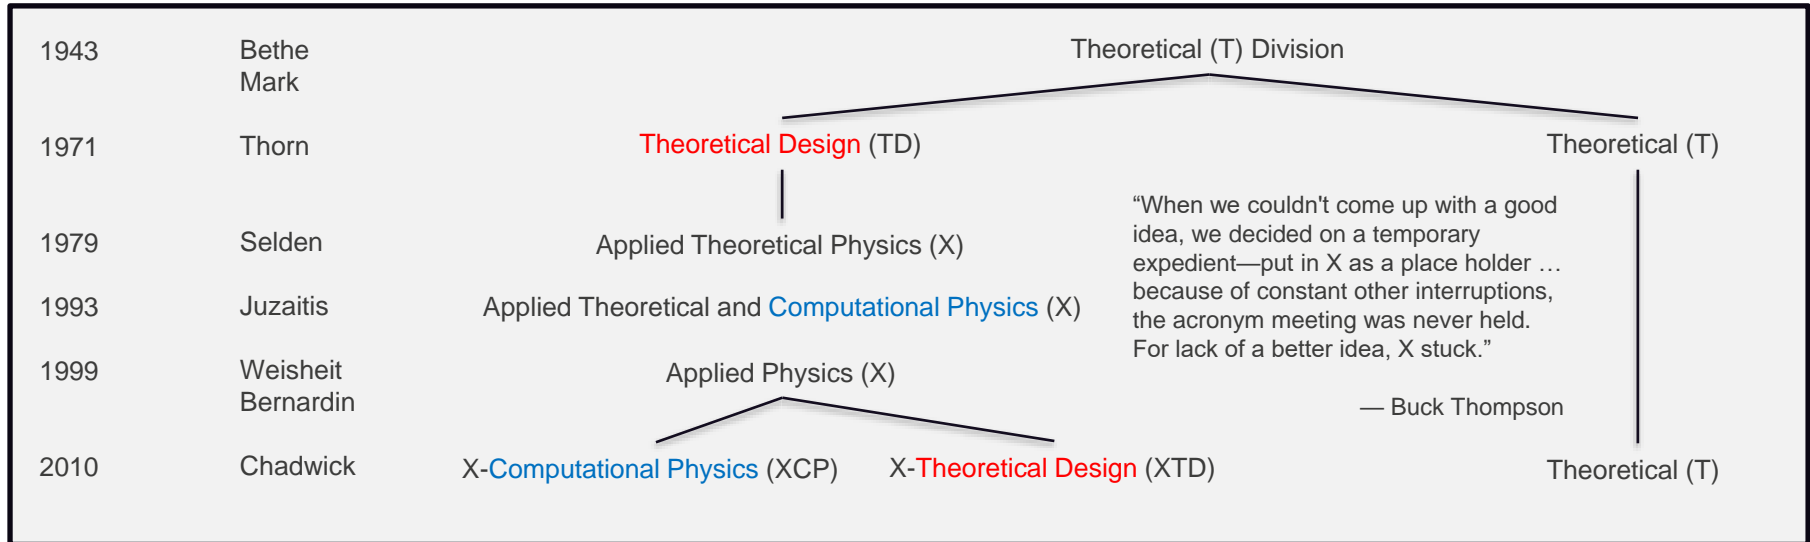 1943 Bethe Theoretical (T) Division
Mark
1971 Thorn Theoretical Design (TD) Theoretical (T)
1979 Selden Applied Theoretical Physics (X)
1993 Juzaitis Applied Theoretical and Computational Physics (X)
“When we couldn't come up with a good
idea, we decided on a temporary
expedient—put in X as a place holder …
because of constant other interruptions,
the acronym meeting was never held.
For lack of a better idea, X stuck.”
— Buck Thompson
1999 Weisheit Applied Physics (X)
Bernardin
2010 Chadwick X-Computational Physics (XCP) X-Theoretical Design (XTD) Theoretical (T)